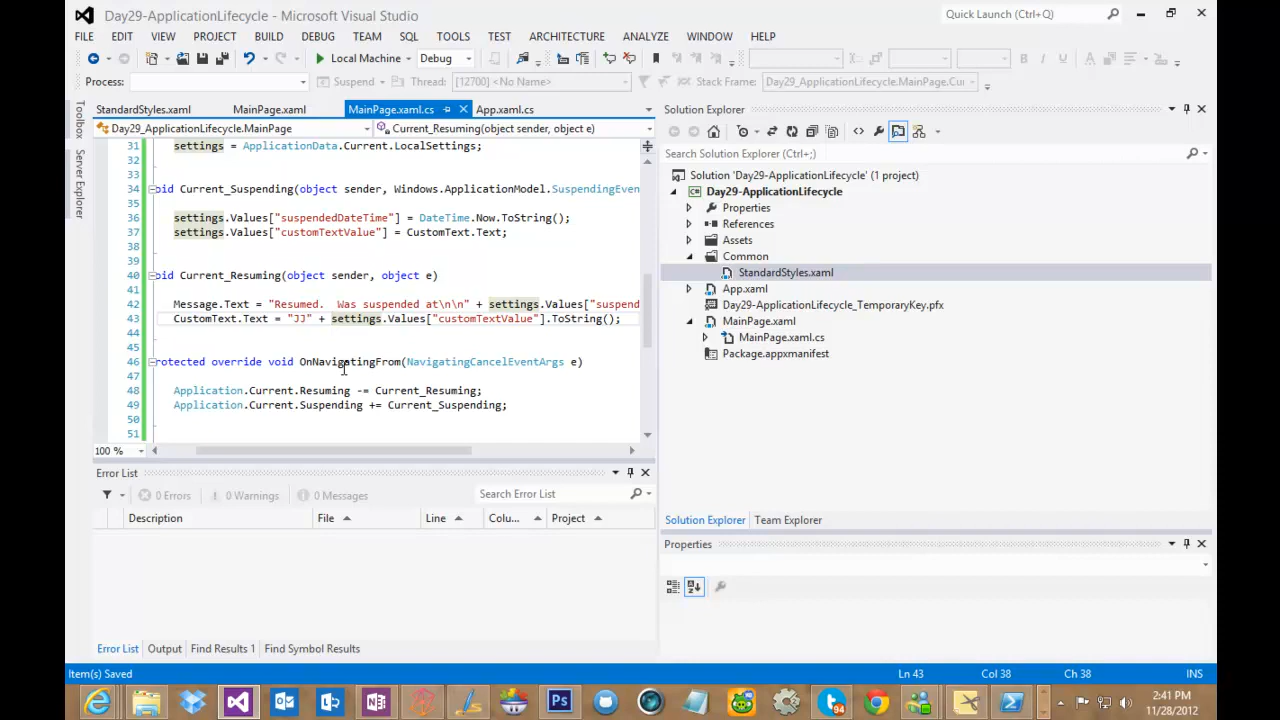 Day29-ApplicationLifecycle - Microsoft Visual Studio
Quick Launch (Ctrl+Q)
FILE EDIT VIEW PROJECT BUILD DEBUG TEAM SQL TOOLS TEST ARCHITECTURE ANALYZE WINDOW HELP
Local Machine Debug
Process: Suspend Thread: [12700] <No Name> Stack Frame: Day29_ApplicationLifecycle.MainPage.Cur
Toolbox
Server Explorer
StandardStyles.xaml MainPage.xaml MainPage.xaml.cs App.xaml.cs
Day29_ApplicationLifecycle.MainPage Current_Resuming(object sender, object e)
31 settings = ApplicationData.Current.LocalSettings;
32
33
34 oid Current_Suspending(object sender, Windows.ApplicationModel.SuspendingEven
35
36 settings.Values["suspendedDateTime"] = DateTime.Now.ToString();
37 settings.Values["customTextValue"] = CustomText.Text;
38
39
40 oid Current_Resuming(object sender, object e)
41
42 Message.Text = "Resumed.  Was suspended at\n\n" + settings.Values["suspend
43 CustomText.Text = "JJ" + settings.Values["customTextValue"].ToString();
44
45
46 rotected override void OnNavigatingFrom(NavigatingCancelEventArgs e)
47
48 Application.Current.Resuming -= Current_Resuming;
49 Application.Current.Suspending += Current_Suspending;
50
51
100 %
Error List
0 Errors 0 Warnings 0 Messages Search Error List
Description File Line Colu... Project
Error List Output Find Results 1 Find Symbol Results
Solution Explorer
Search Solution Explorer (Ctrl+;)
Solution 'Day29-ApplicationLifecycle' (1 project)
Day29-ApplicationLifecycle
Properties
References
Assets
Common
StandardStyles.xaml
App.xaml
Day29-ApplicationLifecycle_TemporaryKey.pfx
MainPage.xaml
MainPage.xaml.cs
Package.appxmanifest
Solution Explorer Team Explorer
Properties
Item(s) Saved Ln 43 Col 38 Ch 38 INS
Ps
94
2:41 PM
11/28/2012